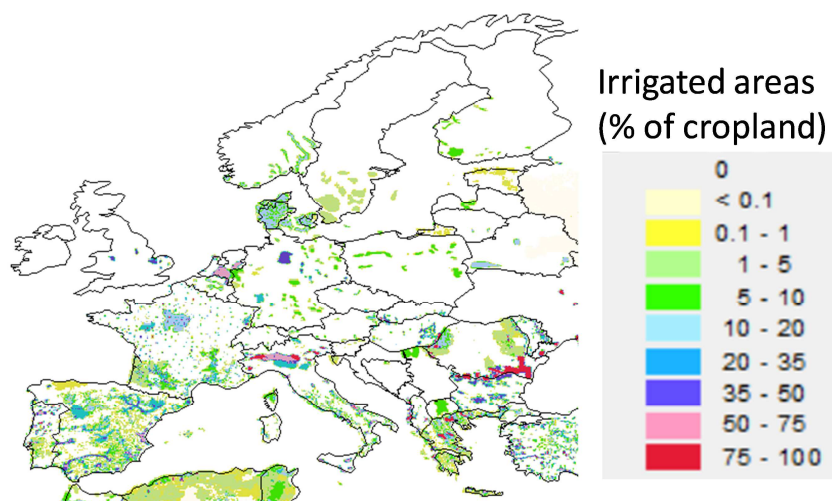 Irrigated areas
(% of cropland)
0
< 0.1
0.1 - 1
1 - 5
5 - 10
10 - 20
20 - 35
35 - 50
50 - 75
75 - 100